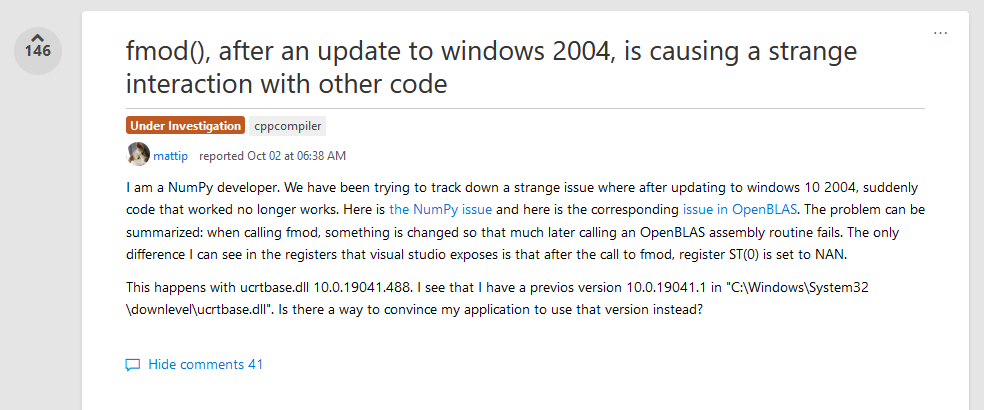 146
...
fmod(), after an update to windows 2004, is causing a strange
interaction with other code
Under Investigation cppcompiler
mattip reported Oct 02 at 06:38 AM
I am a NumPy developer. We have been trying to track down a strange issue where after updating to windows 10 2004, suddenly
code that worked no longer works. Here is the NumPy issue and here is the corresponding issue in OpenBLAS. The problem can be
summarized: when calling fmod, something is changed so that much later calling an OpenBLAS assembly routine fails. The only
difference I can see in the registers that visual studio exposes is that after the call to fmod, register ST(0) is set to NAN.
This happens with ucrtbase.dll 10.0.19041.488. I see that I have a previos version 10.0.19041.1 in "C:\Windows\System32
\downlevel\ucrtbase.dll". Is there a way to convince my application to use that version instead?
Hide comments 41